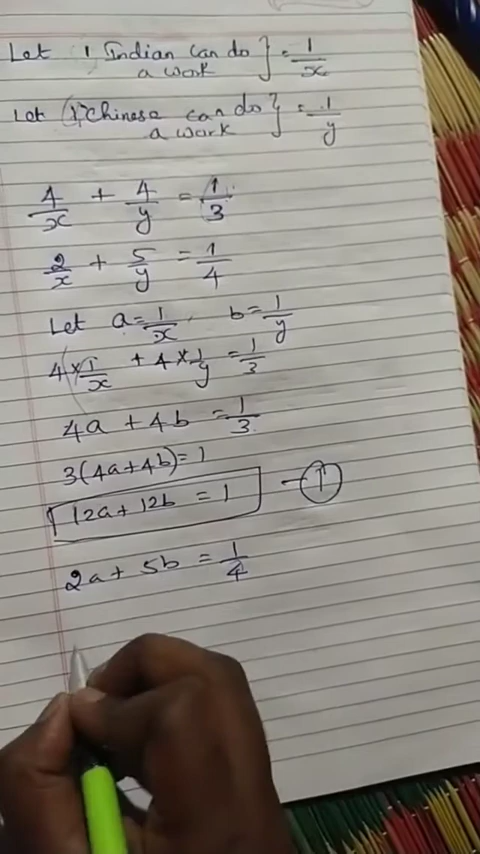 Let 1 Indian can do } = 1/x
a work
Let (1) Chinese can do } = 1/y
a work
4/x + 4/y = 1/3
2/x + 5/y = 1/4
Let a = 1/x b = 1/y
4 × 1/x + 4 × 1/y = 1/3
4a + 4b = 1/3
3(4a+4b) = 1
12a + 12b = 1 — ①
2a + 5b = 1/4